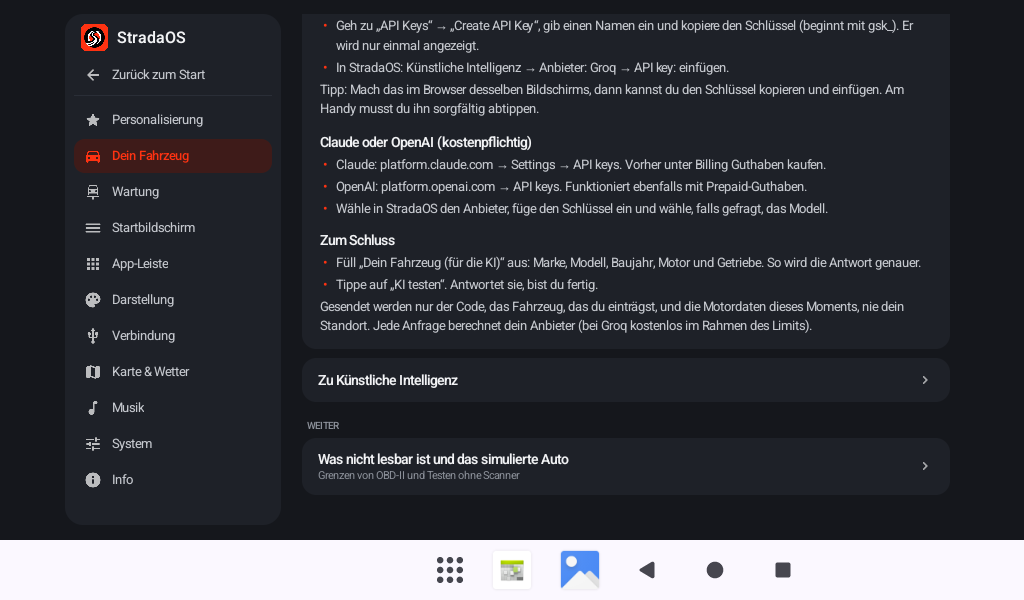 StradaOS
Zurück zum Start
Personalisierung
Dein Fahrzeug
Wartung
Startbildschirm
App-Leiste
Darstellung
Verbindung
Karte & Wetter
Musik
System
Info
• Geh zu „API Keys“ → „Create API Key“, gib einen Namen ein und kopiere den Schlüssel (beginnt mit gsk_). Er
wird nur einmal angezeigt.
• In StradaOS: Künstliche Intelligenz → Anbieter: Groq → API key: einfügen.
Tipp: Mach das im Browser desselben Bildschirms, dann kannst du den Schlüssel kopieren und einfügen. Am
Handy musst du ihn sorgfältig abtippen.
Claude oder OpenAI (kostenpflichtig)
• Claude: platform.claude.com → Settings → API keys. Vorher unter Billing Guthaben kaufen.
• OpenAI: platform.openai.com → API keys. Funktioniert ebenfalls mit Prepaid-Guthaben.
• Wähle in StradaOS den Anbieter, füge den Schlüssel ein und wähle, falls gefragt, das Modell.
Zum Schluss
• Füll „Dein Fahrzeug (für die KI)“ aus: Marke, Modell, Baujahr, Motor und Getriebe. So wird die Antwort genauer.
• Tippe auf „KI testen“. Antwortet sie, bist du fertig.
Gesendet werden nur der Code, das Fahrzeug, das du einträgst, und die Motordaten dieses Moments, nie dein
Standort. Jede Anfrage berechnet dein Anbieter (bei Groq kostenlos im Rahmen des Limits).
Zu Künstliche Intelligenz
WEITER
Was nicht lesbar ist und das simulierte Auto
Grenzen von OBD-II und Testen ohne Scanner